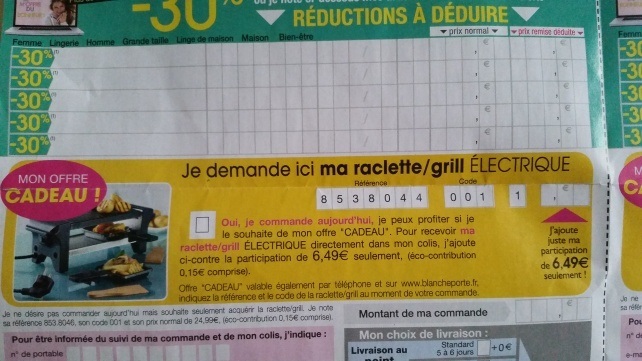 -30%
RÉDUCTIONS À DÉDUIRE
prix normal
prix remise déduite
Femme Lingerie Homme Grande taille Linge de maison Maison Bien-être
€
-30%(1)
€
-30%(1)
€
-30%(1)
€
-30%(1)
€
-30%(1)
€
MON OFFRE
CADEAU !
Je demande ici ma raclette/grill ÉLECTRIQUE
Référence Code
8 5 3 8 0 4 4 0 0 1 1 , €
Oui, je commande aujourd'hui, je peux profiter si je
le souhaite de mon offre "CADEAU". Pour recevoir ma
raclette/grill ÉLECTRIQUE directement dans mon colis, j'ajoute
ci-contre la participation de 6,49€ seulement, (éco-contribution
0,15€ comprise).
J'ajoute
juste ma
participation
de 6,49€
seulement !
Offre "CADEAU" valable également par téléphone et sur www.blancheporte.fr,
indiquez la référence et le code de la raclette/gril au moment de votre commande.
Je ne désire pas commander aujourd'hui mais souhaite seulement acquérir la raclette/gril. Je note
sa référence 853.8046, son code 001 et son prix normal de 24,99€, (éco-contribution 0,15€ comprise).
Montant de ma commande
Pour être informée du suivi de ma commande et de mon colis, j'indique :
n° de portable
Mon choix de livraison :
Livraison au
point
Standard
5 à 6 jours
+0€